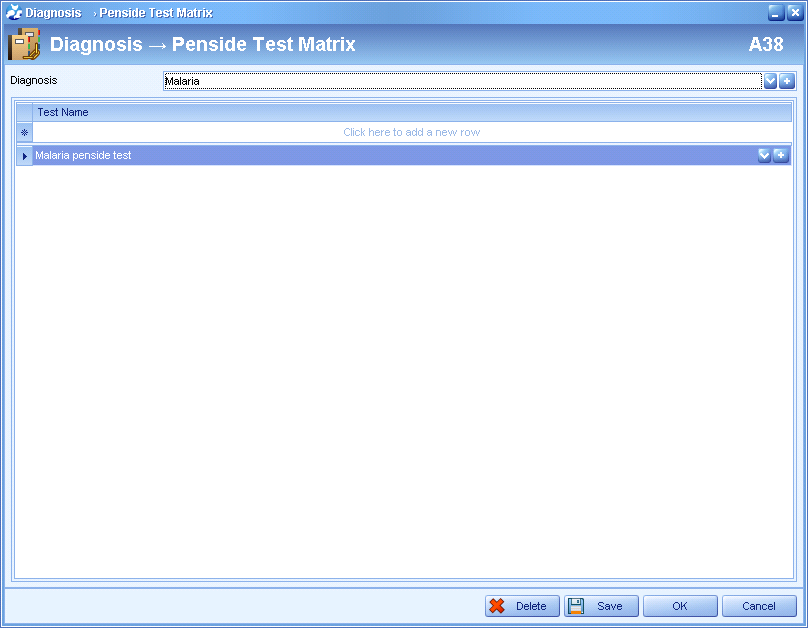 Diagnosis → Penside Test Matrix
Diagnosis → Penside Test Matrix A38
Diagnosis Malaria
Test Name
Click here to add a new row
Malaria penside test
Delete Save OK Cancel